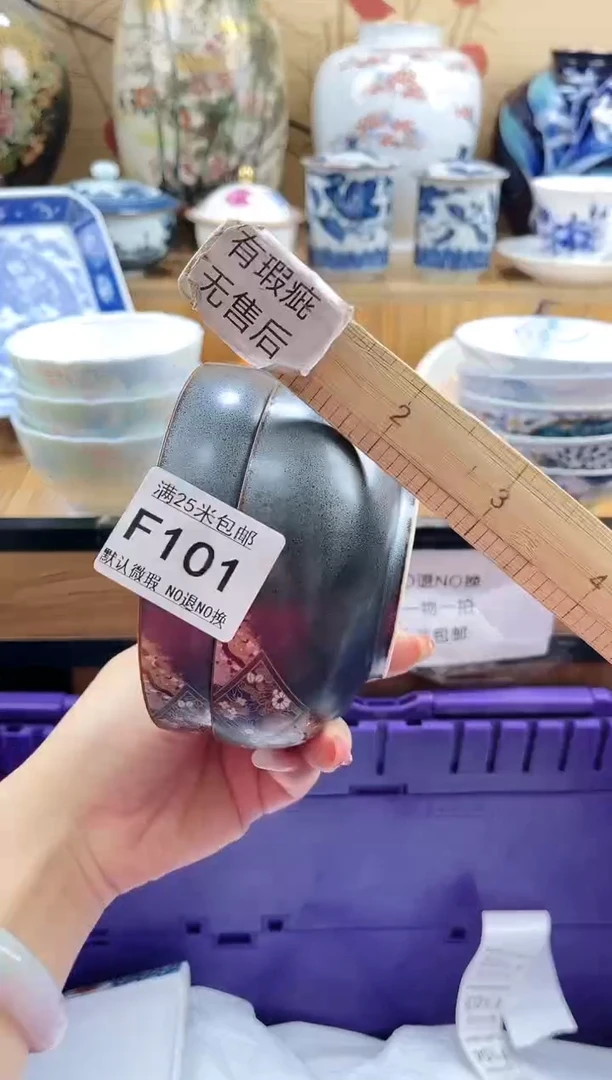 有瑕疵
无售后
2
3
4
满25米包邮
F101
默认微瑕 NO退NO换
退NO换
一物一拍
包邮